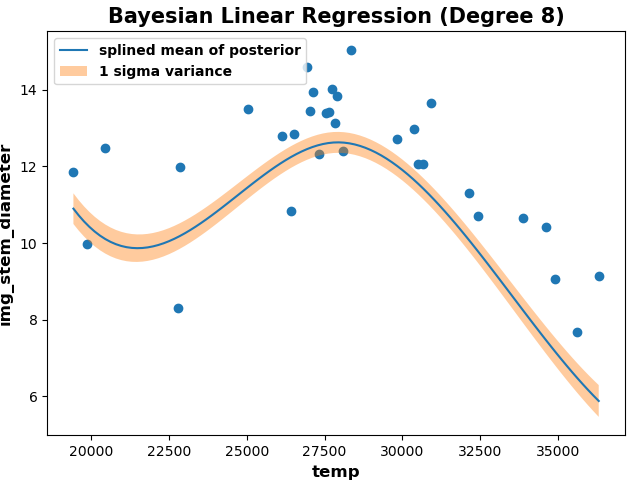 Bayesian Linear Regression (Degree 8)
splined mean of posterior
1 sigma variance
img_stem_diameter
14
12
10
8
6
20000 22500 25000 27500 30000 32500 35000
temp